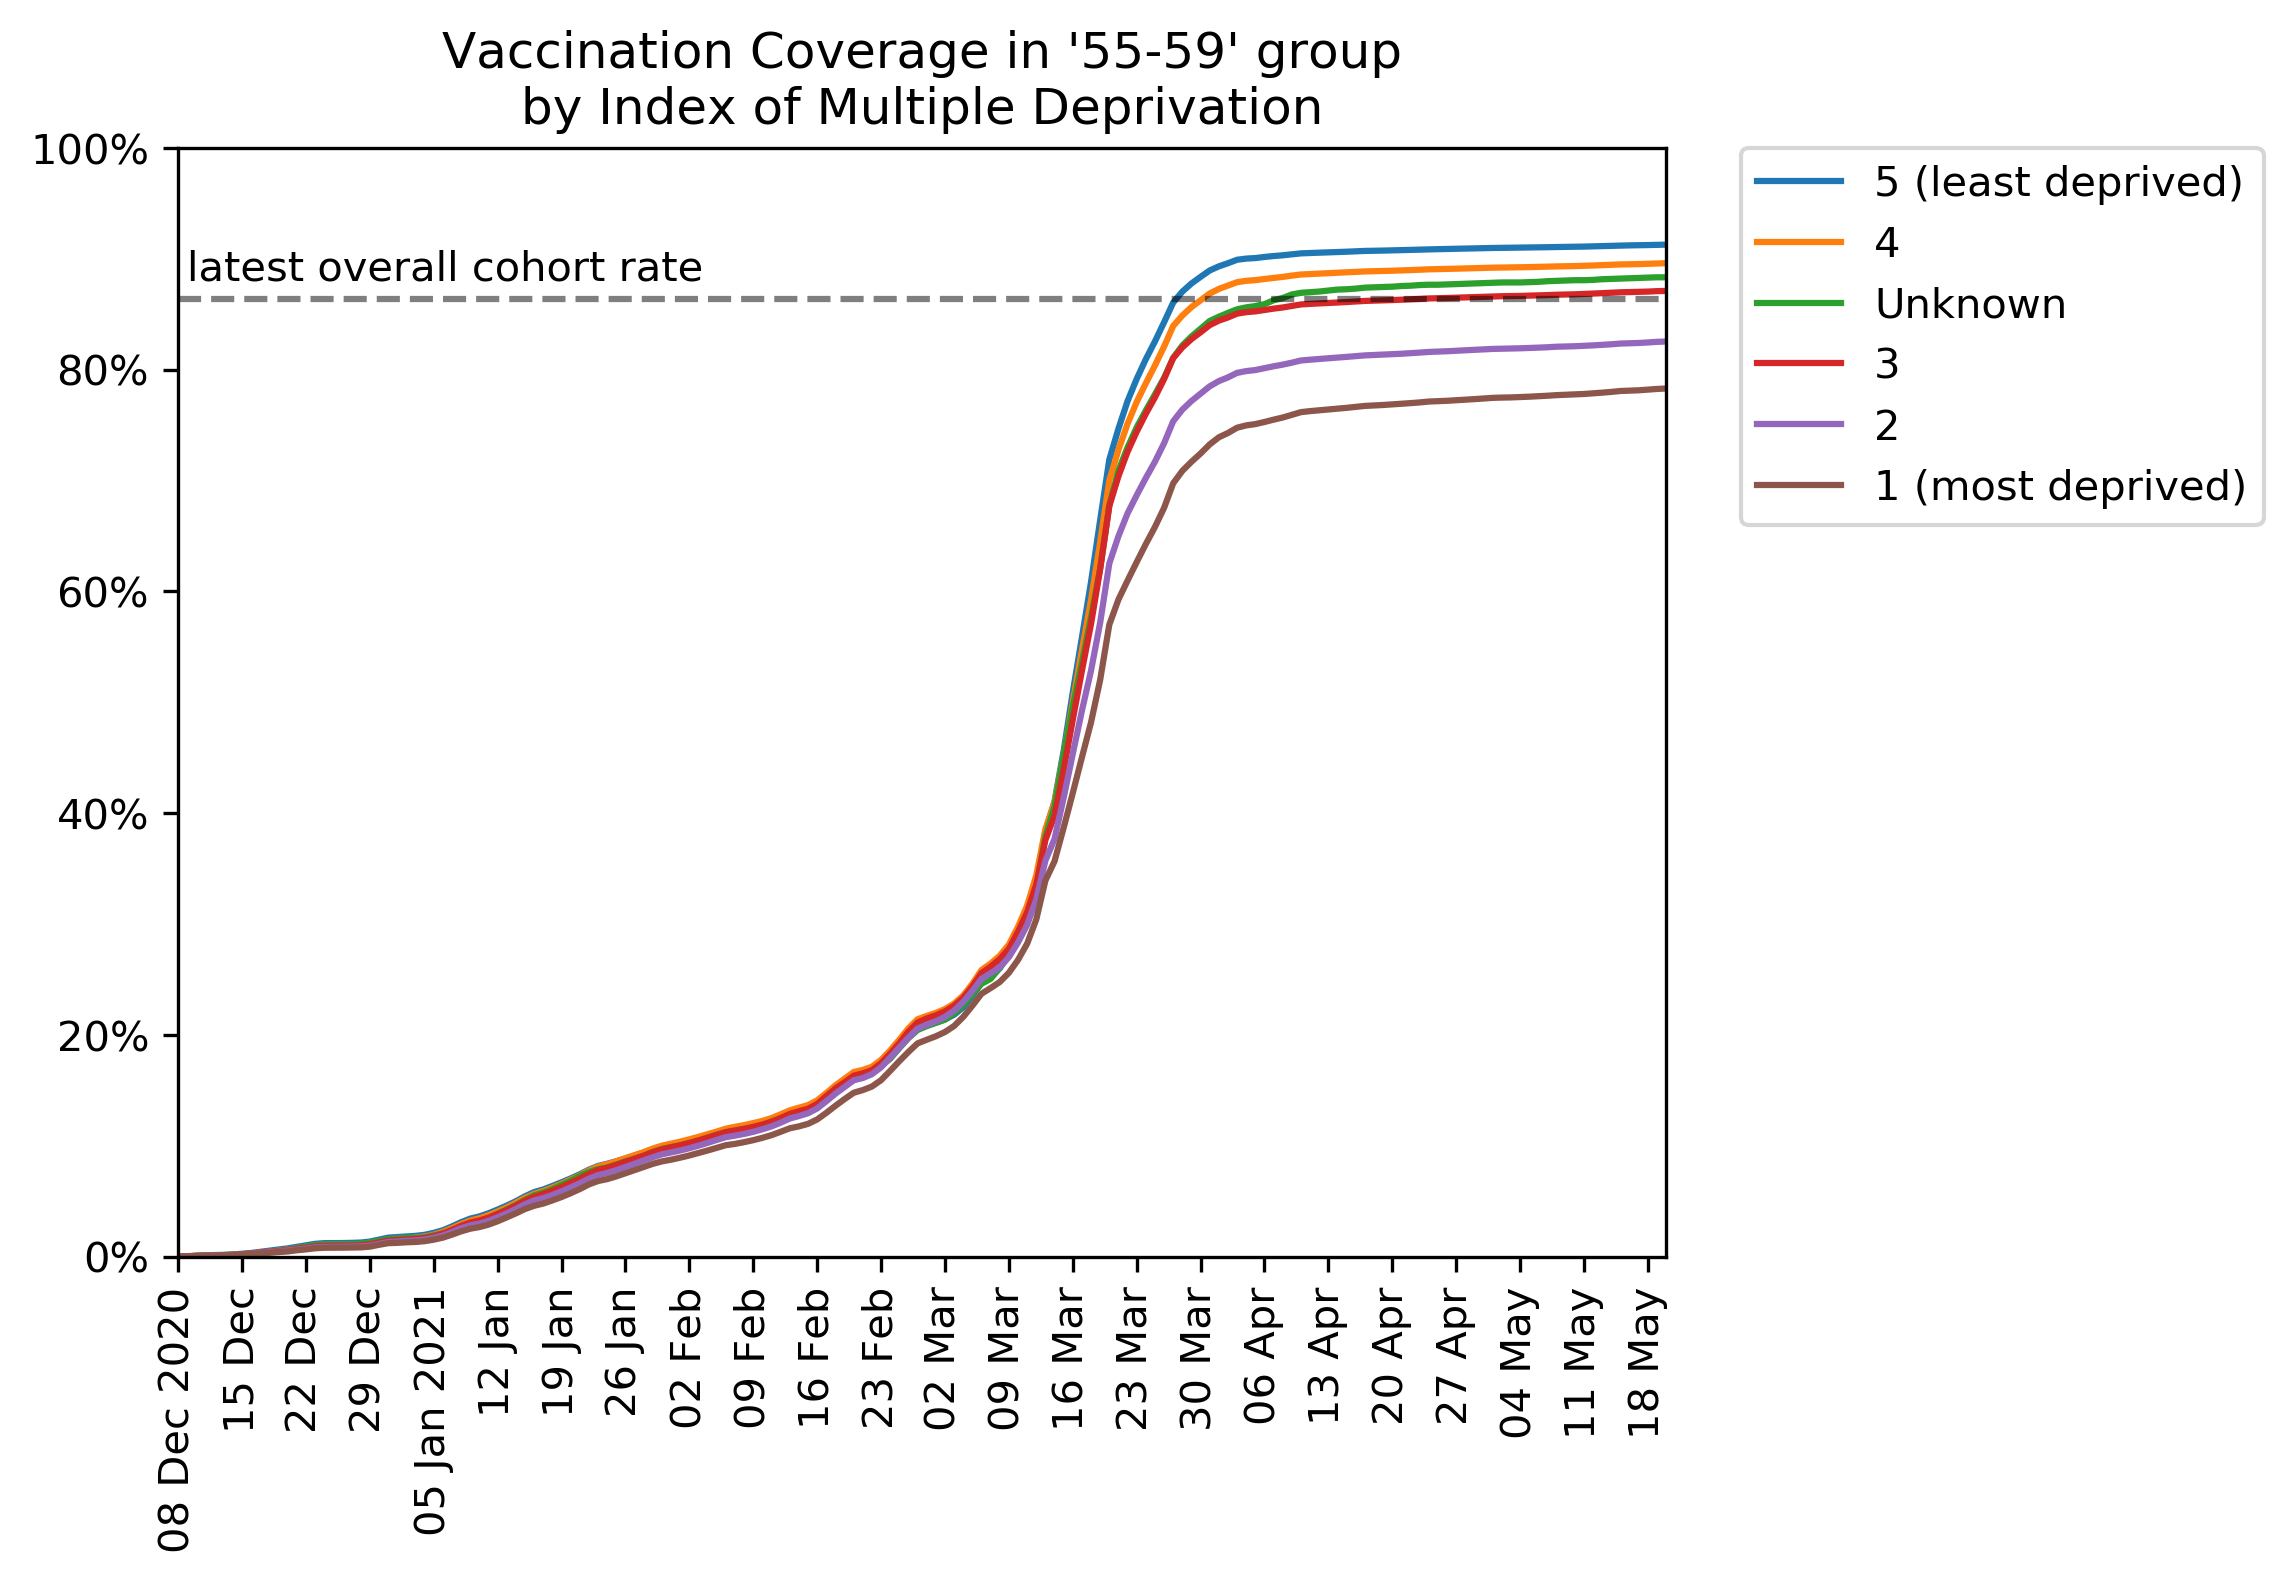 Vaccination Coverage in '55-59' group
by Index of Multiple Deprivation
100%
80%
60%
40%
20%
0%
latest overall cohort rate
5 (least deprived)
4
Unknown
3
2
1 (most deprived)
08 Dec 2020
15 Dec
22 Dec
29 Dec
05 Jan 2021
12 Jan
19 Jan
26 Jan
02 Feb
09 Feb
16 Feb
23 Feb
02 Mar
09 Mar
16 Mar
23 Mar
30 Mar
06 Apr
13 Apr
20 Apr
27 Apr
04 May
11 May
18 May